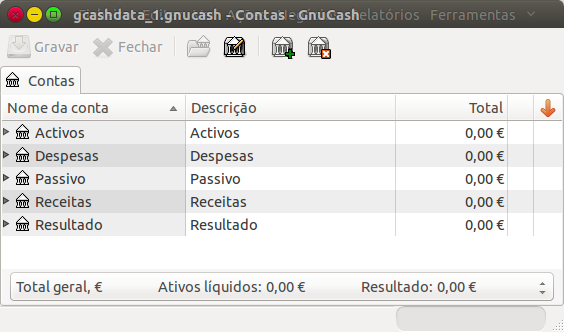 gcashdata_1.gnucash - Contas - GnuCash
Relatórios Ferramentas
Gravar Fechar
Contas
Nome da conta Descrição Total
Activos Activos 0,00 €
Despesas Despesas 0,00 €
Passivo Passivo 0,00 €
Receitas Receitas 0,00 €
Resultado Resultado 0,00 €
Total geral, € Ativos líquidos: 0,00 € Resultado: 0,00 €